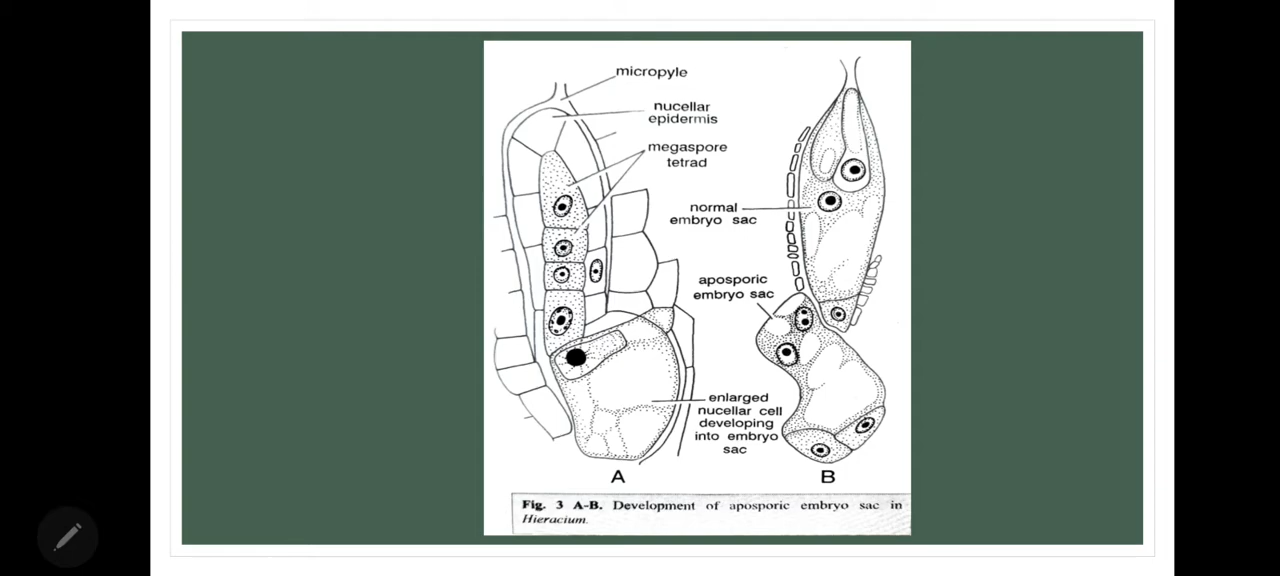 micropyle
nucellar
epidermis
megaspore
tetrad
normal
embryo sac
aposporic
embryo sac
enlarged
nucellar cell
developing
into embryo
sac
A
B
Fig. 3 A-B. Development of aposporic embryo sac in
Hieracium.